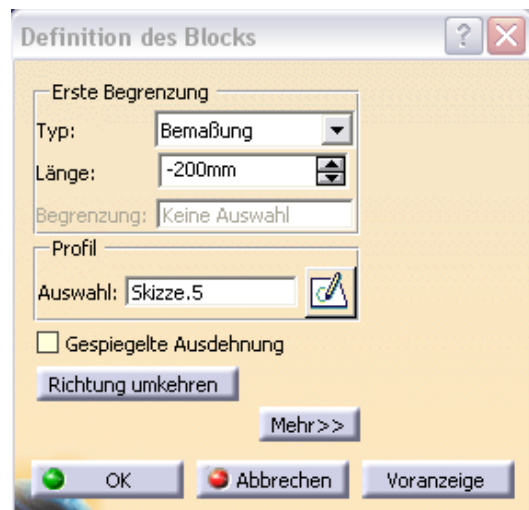 Definition des Blocks
Erste Begrenzung
Typ: Bemaßung
Länge: -200mm
Begrenzung: Keine Auswahl
Profil
Auswahl: Skizze.5
Gespiegelte Ausdehnung
Richtung umkehren
Mehr>>
OK Abbrechen Voranzeige